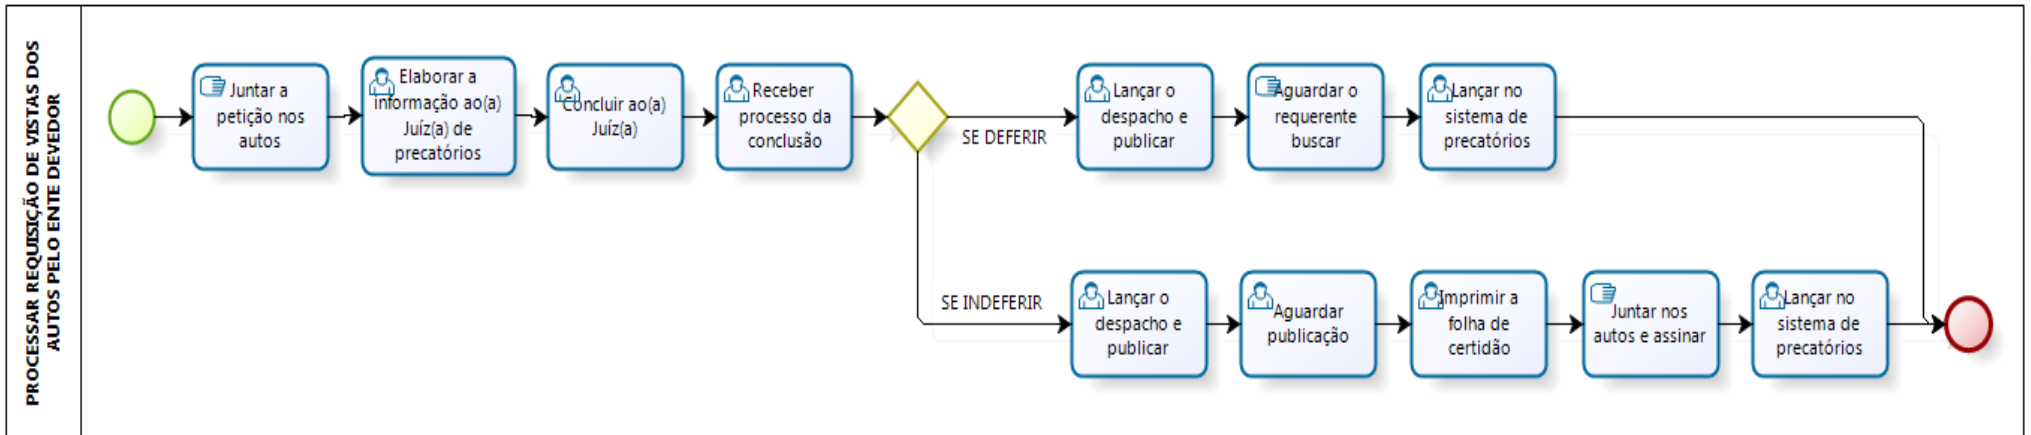 PROCESSAR REQUISIÇÃO DE VISTAS DOS
AUTOS PELO ENTE DEVEDOR
Juntar a
petição nos
autos
Elaborar a
informação ao(a)
Juíz(a) de
precatórios
Concluir ao(a)
Juíz(a)
Receber
processo da
conclusão
SE DEFERIR
Lançar o
despacho e
publicar
Aguardar o
requerente
buscar
Lançar no
sistema de
precatórios
SE INDEFERIR
Lançar o
despacho e
publicar
Aguardar
publicação
Imprimir a
folha de
certidão
Juntar nos
autos e assinar
Lançar no
sistema de
precatórios